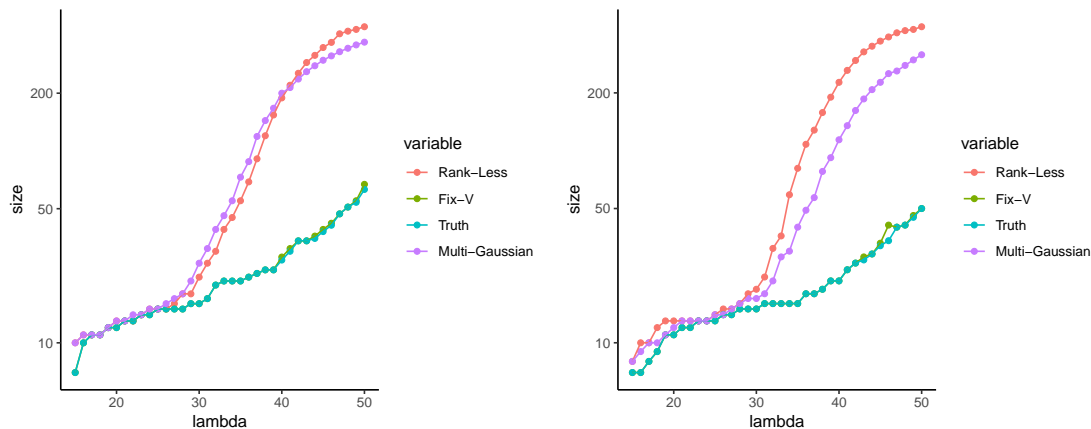 size
200
50
10
20
30
40
50
lambda
variable
Rank−Less
Fix−V
Truth
Multi−Gaussian
size
200
50
10
20
30
40
50
lambda
variable
Rank−Less
Fix−V
Truth
Multi−Gaussian